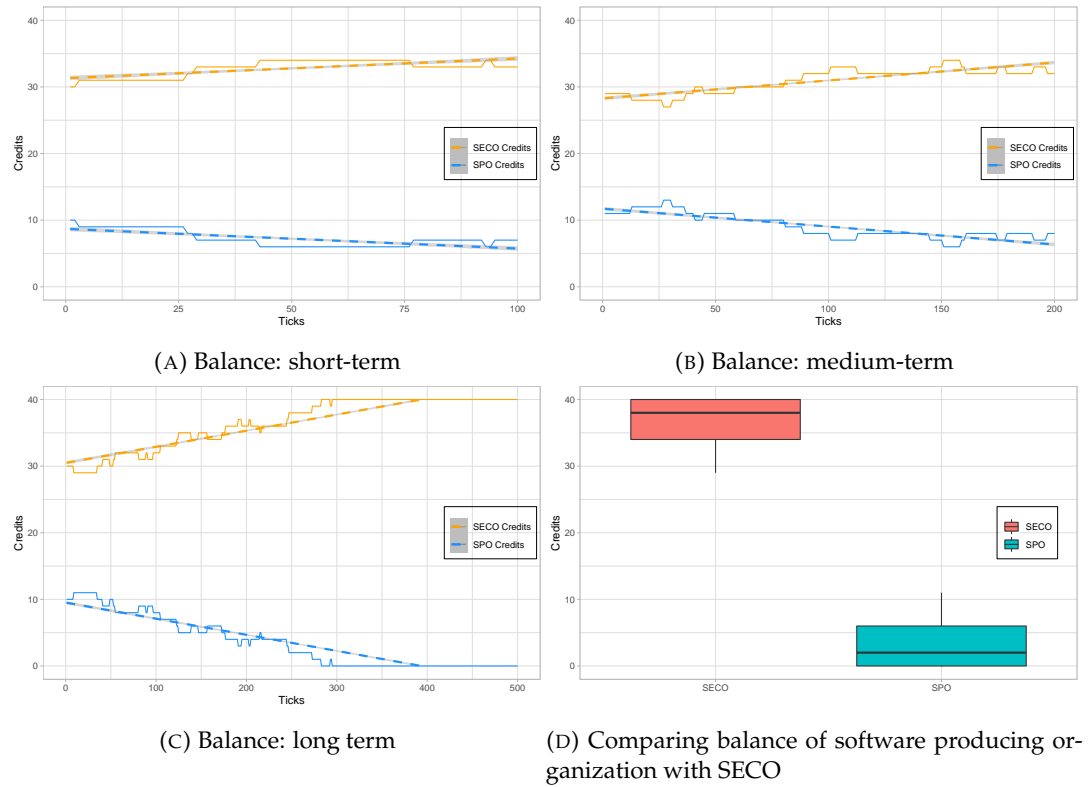 40
30
20
10
0
Credits
SECO Credits
SPO Credits
0 25 50 75 100
Ticks
(A) Balance: short-term
40
30
20
10
0
Credits
SECO Credits
SPO Credits
0 50 100 150 200
Ticks
(B) Balance: medium-term
40
30
20
10
0
Credits
SECO Credits
SPO Credits
0 100 200 300 400 500
Ticks
(C) Balance: long term
40
30
20
10
0
Credits
SECO
SPO
SECO SPO
(D) Comparing balance of software producing or-
ganization with SECO